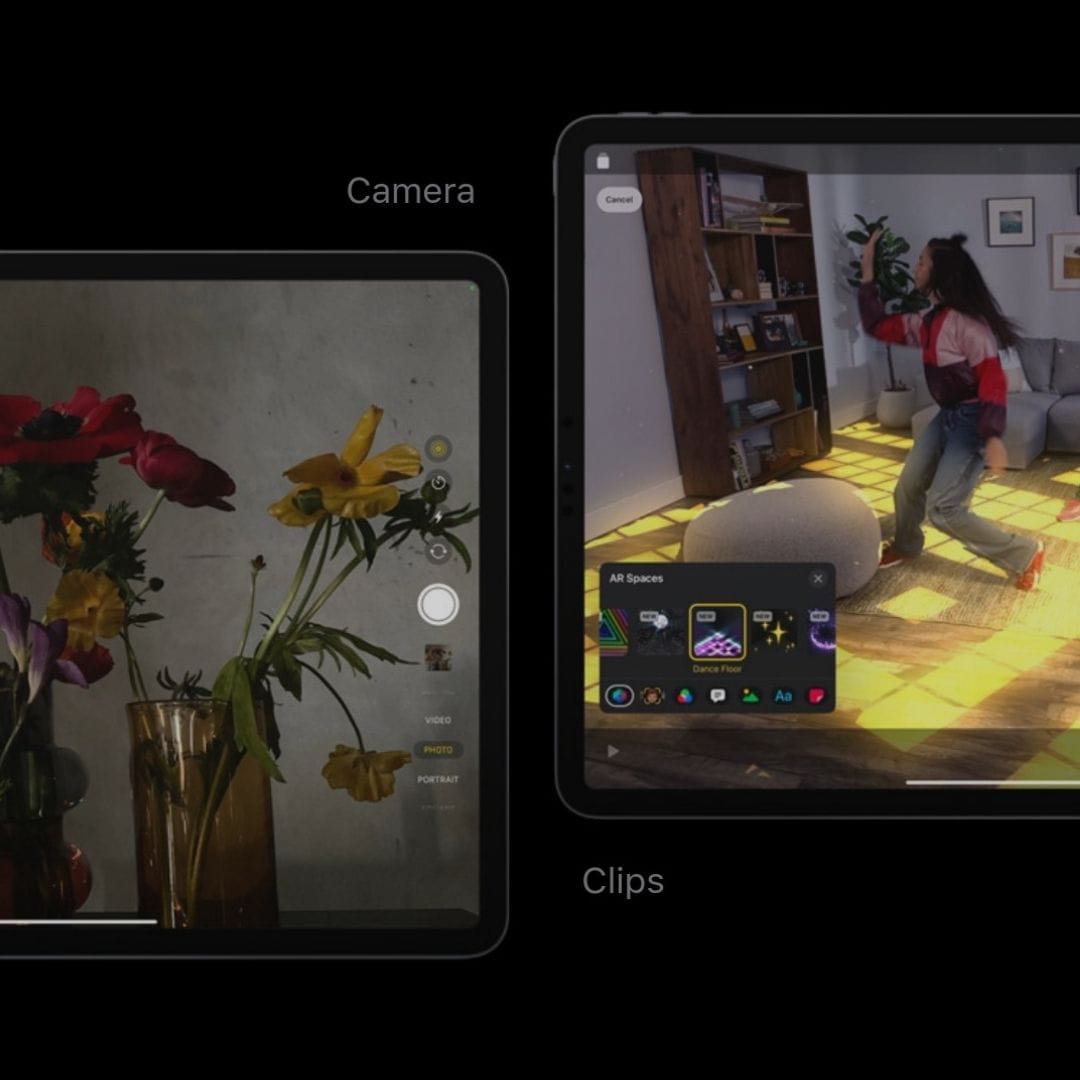 Camera
VIDEO
PHOTO
PORTRAIT
Cancel
AR Spaces
NEW
NEW
NEW
NEW
Dance Floor
Aa
Clips